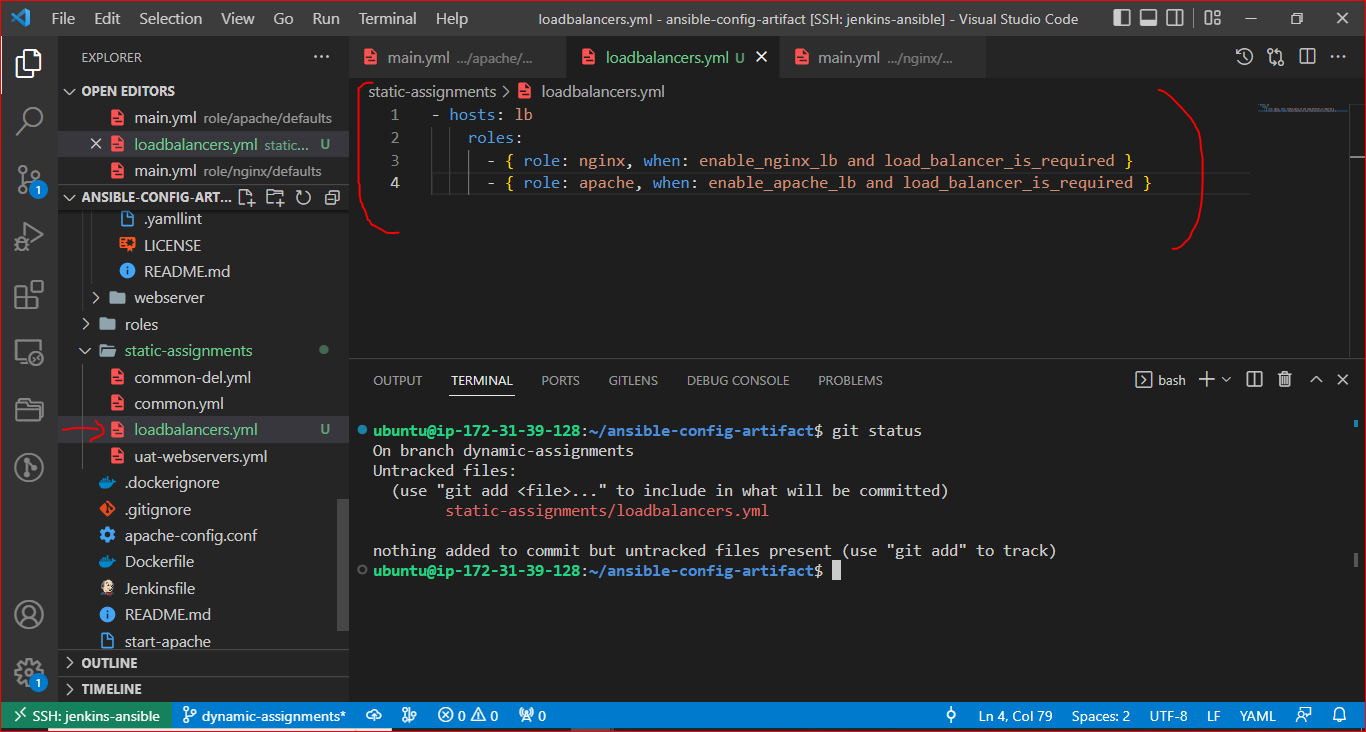 File Edit Selection View Go Run Terminal Help loadbalancers.yml - ansible-config-artifact [SSH: jenkins-ansible] - Visual Studio Code
EXPLORER
main.yml .../apache/...
loadbalancers.yml U
main.yml .../nginx/...
OPEN EDITORS
main.yml role/apache/defaults
loadbalancers.yml static... U
main.yml role/nginx/defaults
1
ANSIBLE-CONFIG-ART...
.yamllint
LICENSE
README.md
webserver
roles
static-assignments
common-del.yml
common.yml
loadbalancers.yml U
uat-webservers.yml
.dockerignore
.gitignore
apache-config.conf
Dockerfile
Jenkinsfile
README.md
start-apache
OUTLINE
TIMELINE
1
static-assignments > loadbalancers.yml
1 - hosts: lb
2 roles:
3 - { role: nginx, when: enable_nginx_lb and load_balancer_is_required }
4 - { role: apache, when: enable_apache_lb and load_balancer_is_required }
OUTPUT TERMINAL PORTS GITLENS DEBUG CONSOLE PROBLEMS bash
ubuntu@ip-172-31-39-128:~/ansible-config-artifact$ git status
On branch dynamic-assignments
Untracked files:
(use "git add <file>..." to include in what will be committed)
static-assignments/loadbalancers.yml
nothing added to commit but untracked files present (use "git add" to track)
ubuntu@ip-172-31-39-128:~/ansible-config-artifact$
SSH: jenkins-ansible dynamic-assignments* 0 0 0 Ln 4, Col 79 Spaces: 2 UTF-8 LF YAML